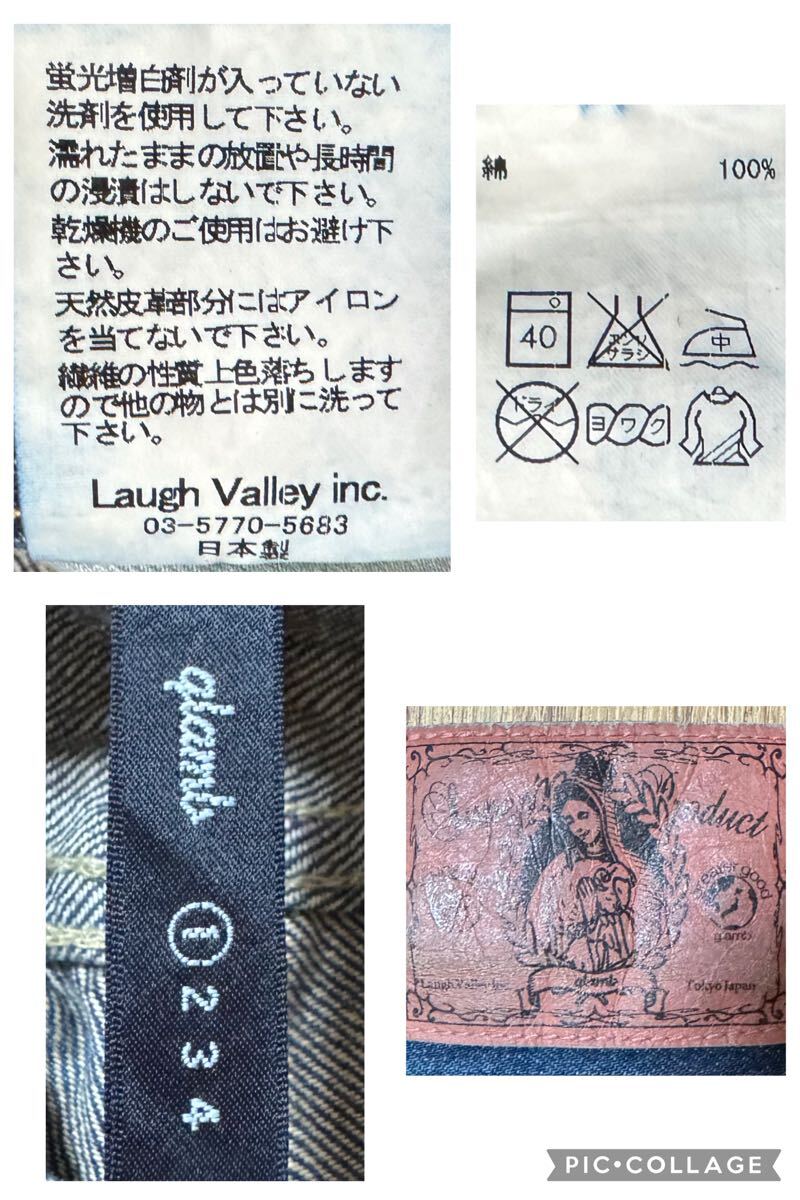 蛍光増白剤が入っていない
洗剤を使用して下さい。
濡れたままの放置や長時間
の浸漬はしないで下さい。
乾燥機のご使用はお避け下
さい。
天然皮革部分にはアイロン
を当てないで下さい。
繊維の性質上色落ちします
ので他の物とは別に洗って
下さい。
Laugh Valley inc.
03-5770-5683
日本製
綿 100%
40
エンソ
サラシ
中
ドライ
ヨワク
glamb
1 2 3 4
glamb
Laugh Valley Inc
Tokyo Japan
PIC•COLLAGE